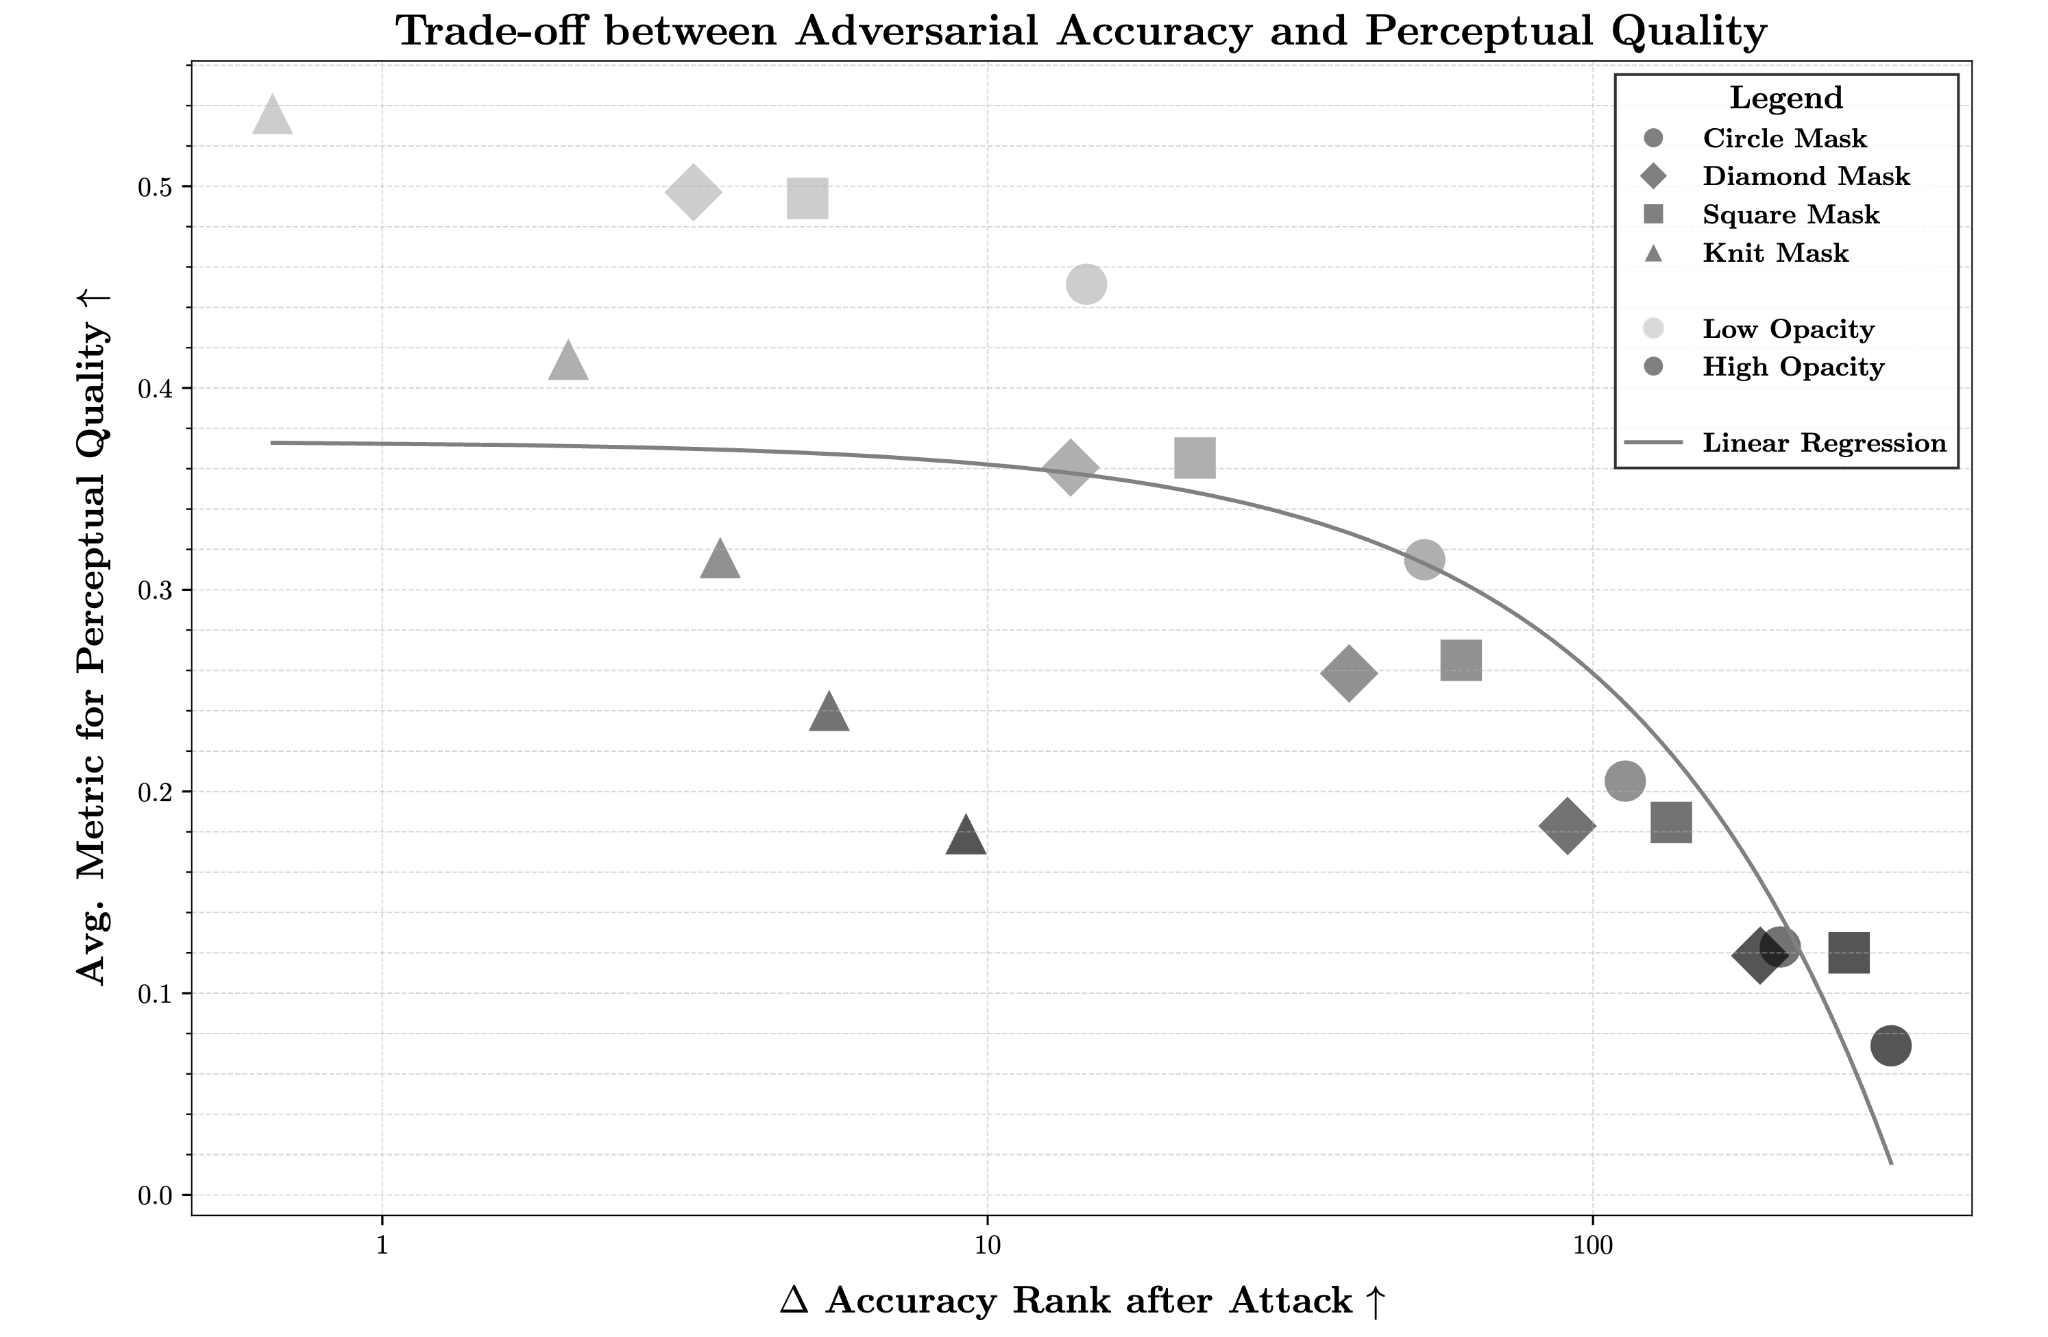 Trade-off between Adversarial Accuracy and Perceptual Quality
Avg. Metric for Perceptual Quality ↑
0.5
0.4
0.3
0.2
0.1
0.0
1
10
100
Δ Accuracy Rank after Attack ↑
Legend
Circle Mask
Diamond Mask
Square Mask
Knit Mask
Low Opacity
High Opacity
Linear Regression